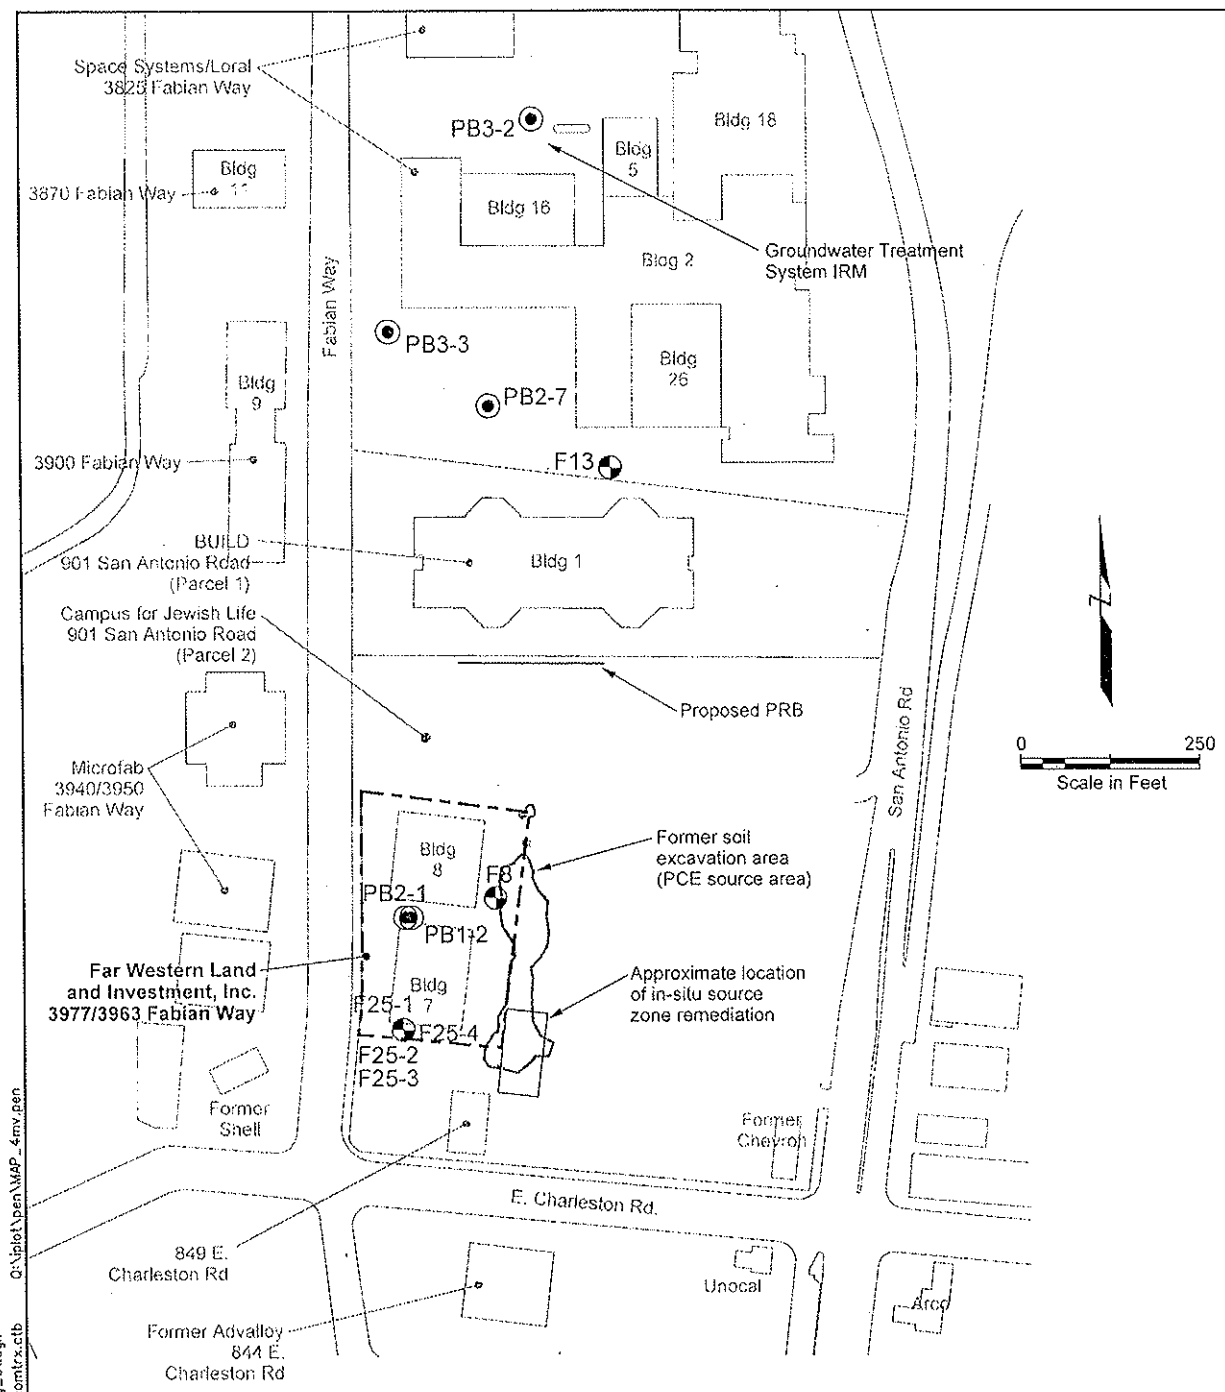 Space Systems/Loral
3825 Fabian Way
PB3-2
Bldg 18
Bldg
5
Bldg
11
3870 Fabian Way
Bldg 16
Groundwater Treatment
System IRM
Bldg 2
Fabian Way
PB3-3
Bldg
26
Bldg
9
PB2-7
3900 Fabian Way
F13
BUILD
901 San Antonio Road
(Parcel 1)
Bldg 1
Campus for Jewish Life
901 San Antonio Road
(Parcel 2)
Proposed PRB
San Antonio Rd
Z
0 250
Scale in Feet
Microfab
3940/3950
Fabian Way
Former soil
excavation area
(PCE source area)
Bldg
8
F8
PB2-1
PB1-2
Far Western Land
and Investment, Inc.
3977/3963 Fabian Way
Approximate location
of in-situ source
zone remediation
Bldg
7
F25-1
F25-4
F25-2
F25-3
Former
Shell
Former
Chevron
E. Charleston Rd.
849 E.
Charleston Rd
Unocal
Arco
Former Advalloy
844 E.
Charleston Rd
Q:\iplot\pen\MAP_4mv.pen